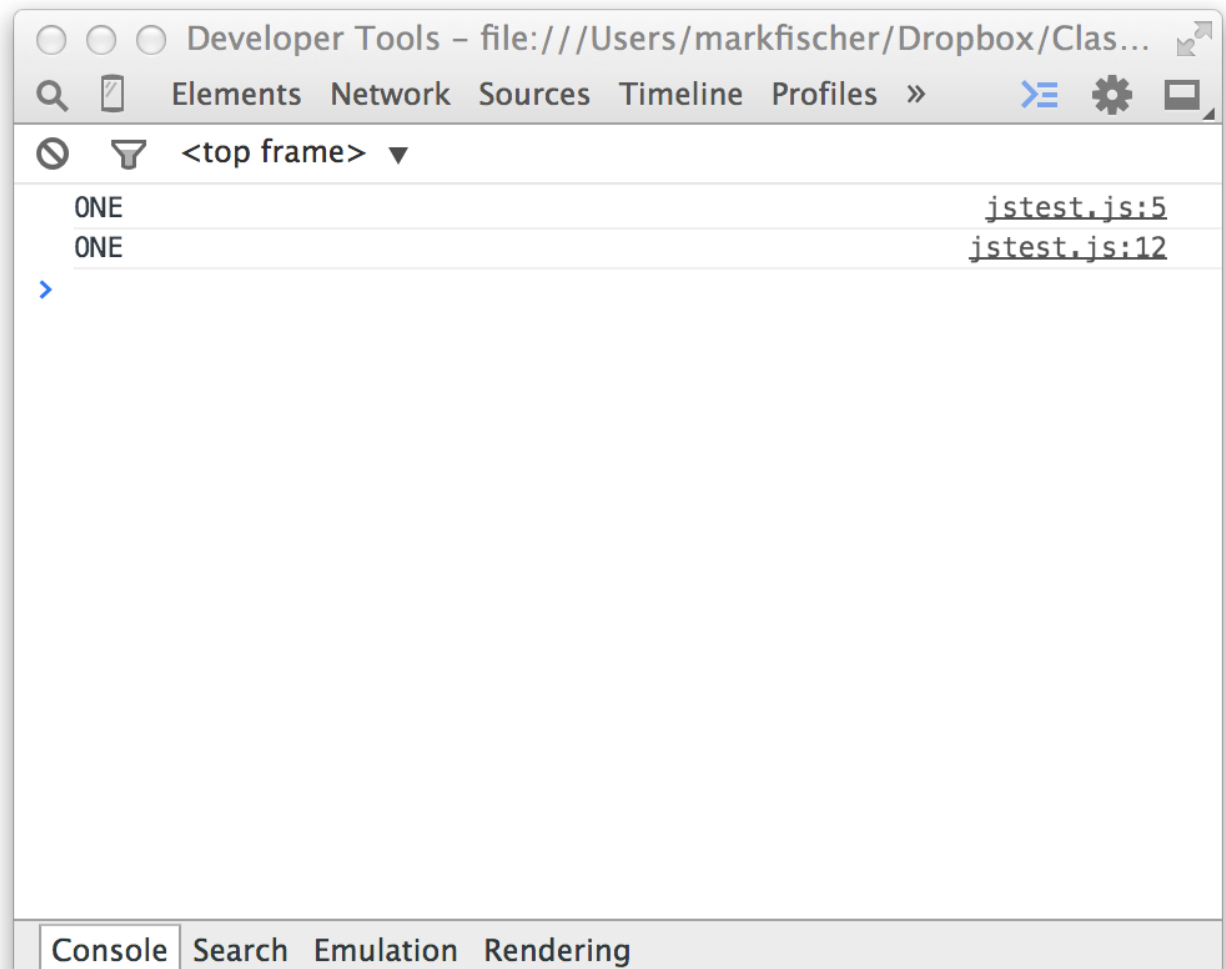 Developer Tools – file:///Users/markfischer/Dropbox/Clas...
Elements Network Sources Timeline Profiles »
<top frame> ▼
ONE jstest.js:5
ONE jstest.js:12
>
Console Search Emulation Rendering